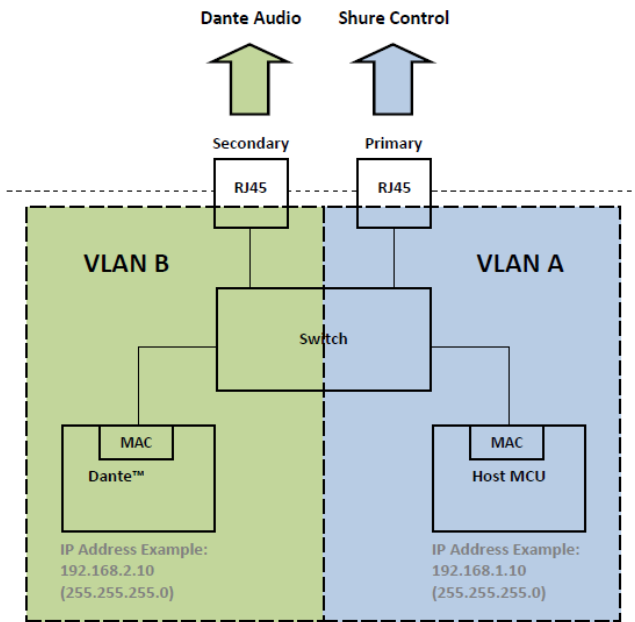 Dante Audio
Shure Control
Secondary
Primary
RJ45
RJ45
VLAN B
VLAN A
Switch
MAC
MAC
Dante™
Host MCU
IP Address Example:
192.168.2.10
(255.255.255.0)
IP Address Example:
192.168.1.10
(255.255.255.0)